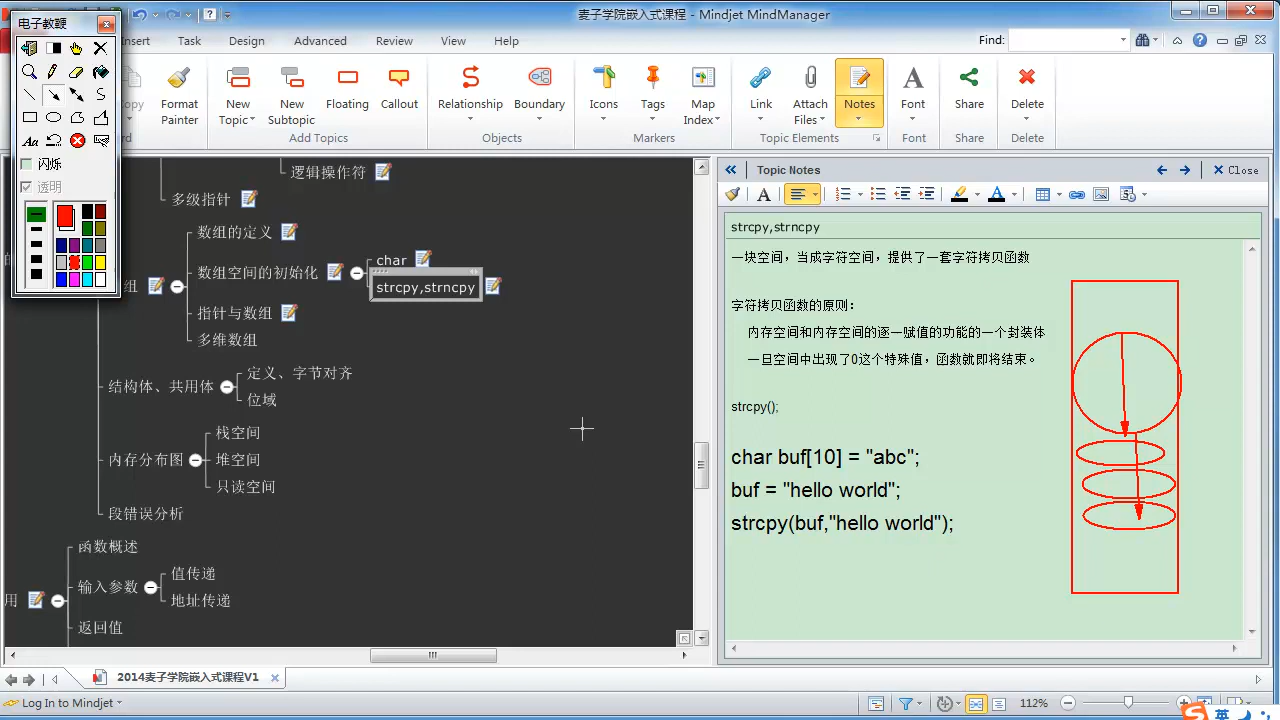 电子教鞭
麦子学院嵌入式课程 - Mindjet MindManager
Insert Task Design Advanced Review View Help
Find:
Copy
Format Painter
New Topic
New Subtopic
Floating
Callout
Relationship
Boundary
Icons
Tags
Map Index
Link
Attach Files
Notes
Font
Share
Delete
Add Topics
Objects
Markers
Topic Elements
Font
Share
Delete
Aa
闪烁
透明
逻辑操作符
多级指针
数组的定义
数组空间的初始化
char
strcpy,strncpy
组
指针与数组
多维数组
结构体、共用体
定义、字节对齐
位域
栈空间
内存分布图
堆空间
只读空间
段错误分析
函数概述
输入参数
值传递
地址传递
用
返回值
Topic Notes
Close
strcpy,strncpy
一块空间，当成字符空间，提供了一套字符拷贝函数
字符拷贝函数的原则：
内存空间和内存空间的逐一赋值的功能的一个封装体
一旦空间中出现了0这个特殊值，函数就即将结束。
strcpy();
char buf[10] = "abc";
buf = "hello world";
strcpy(buf,"hello world");
2014麦子学院嵌入式课程V1
Log In to Mindjet
112%
英